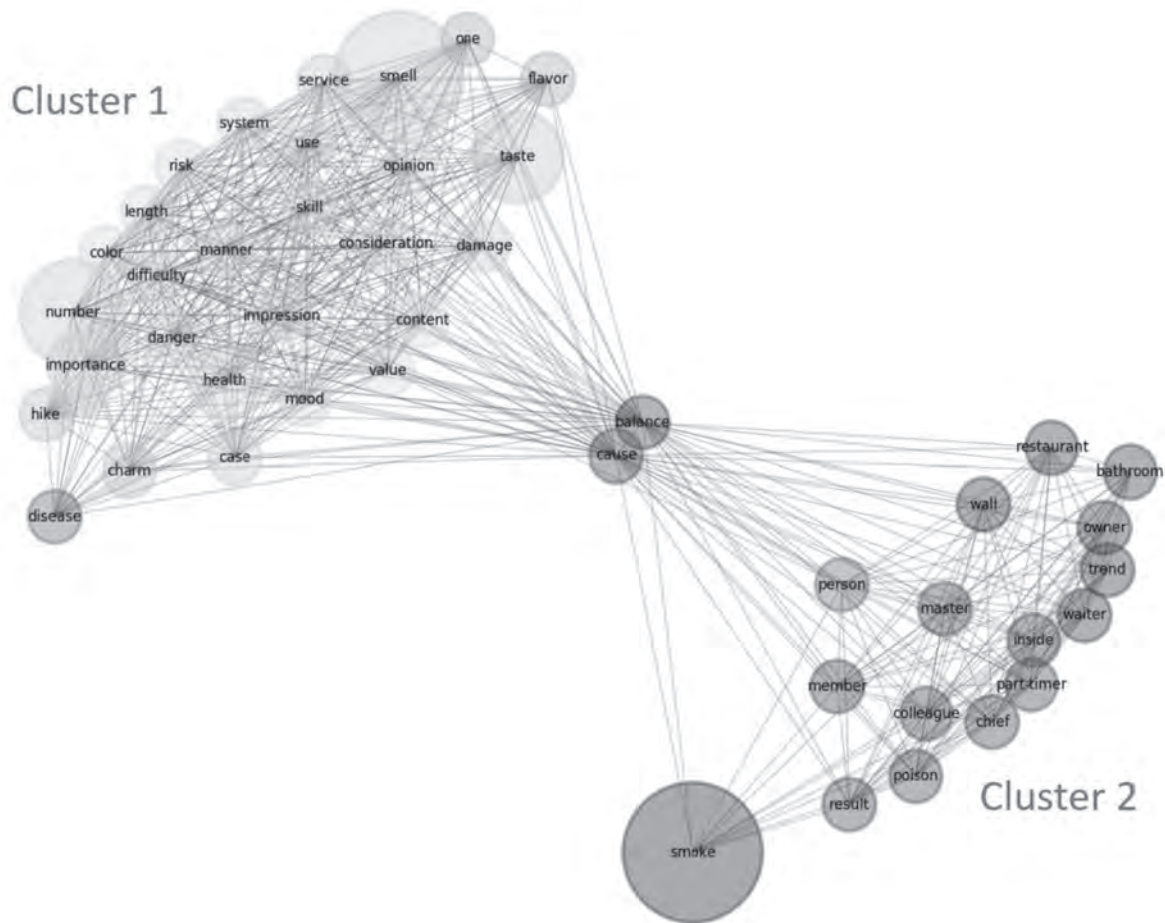 one
smell
service
flavor
Cluster 1
system
use
taste
risk
opinion
length
skill
color
manner
consideration
damage
difficulty
number
impression
content
danger
importance
health
value
mood
hike
balance
restaurant
cause
case
charm
bathroom
wall
disease
owner
trend
person
master
waiter
inside
member
part-timer
colleague
chief
poison
Cluster 2
result
smoke